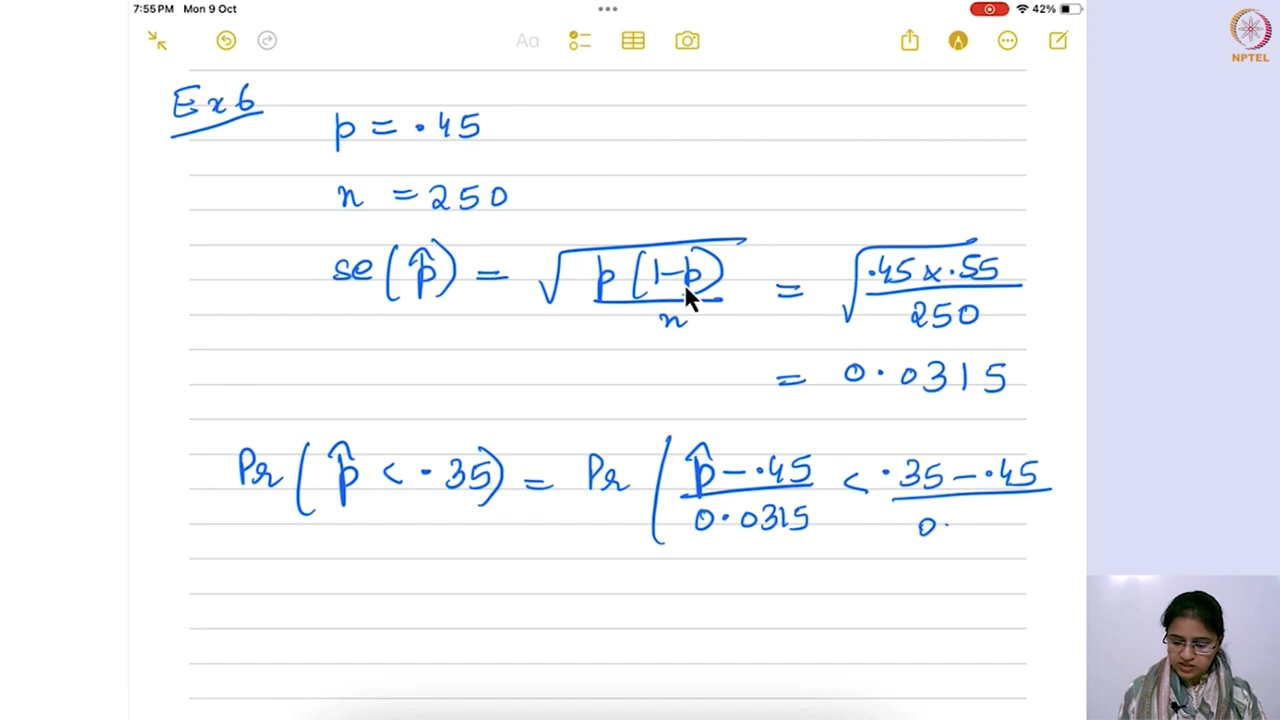 7:55 PM Mon 9 Oct
42%
NPTEL
Aa
Ex 6
p = .45
n = 250
se(p̂) = √(p(1-p)/n) = √(.45 x .55/250)
= 0.0315
Pr(p̂ < .35) = Pr(p̂ - .45/0.0315 < .35 - .45/0.